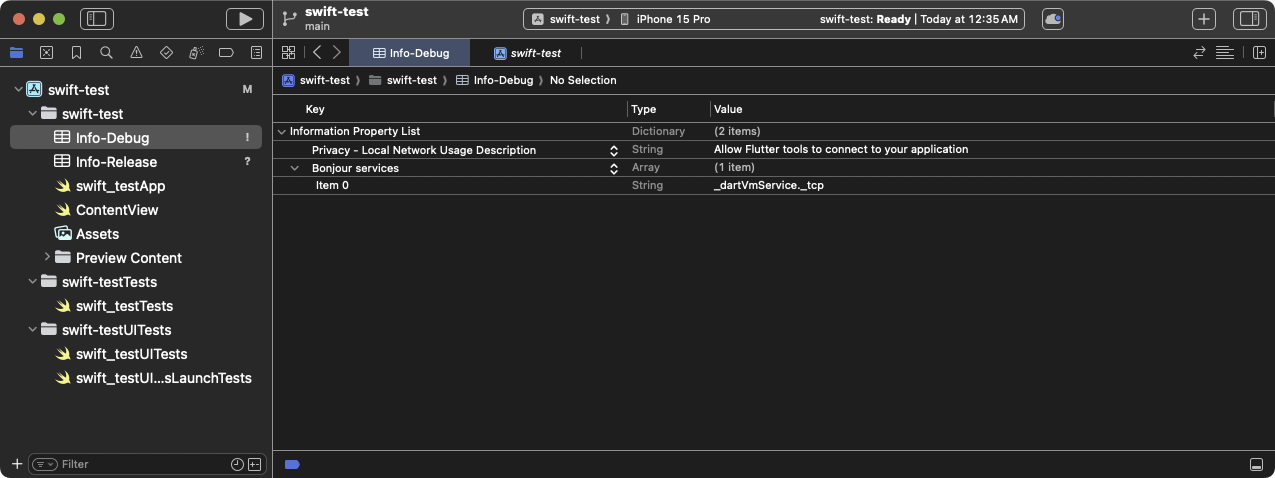 swift-test
main
swift-test
iPhone 15 Pro
swift-test: Ready | Today at 12:35 AM
Info-Debug
swift-test
swift-test
swift-test
Info-Debug
No Selection
swift-test M
swift-test
Info-Debug !
Info-Release ?
swift_testApp
ContentView
Assets
Preview Content
swift-testTests
swift_testTests
swift-testUITests
swift_testUITests
swift_testUI...sLaunchTests
Filter
Key Type Value
Information Property List Dictionary (2 items)
Privacy - Local Network Usage Description String Allow Flutter tools to connect to your application
Bonjour services Array (1 item)
Item 0 String _dartVmService._tcp